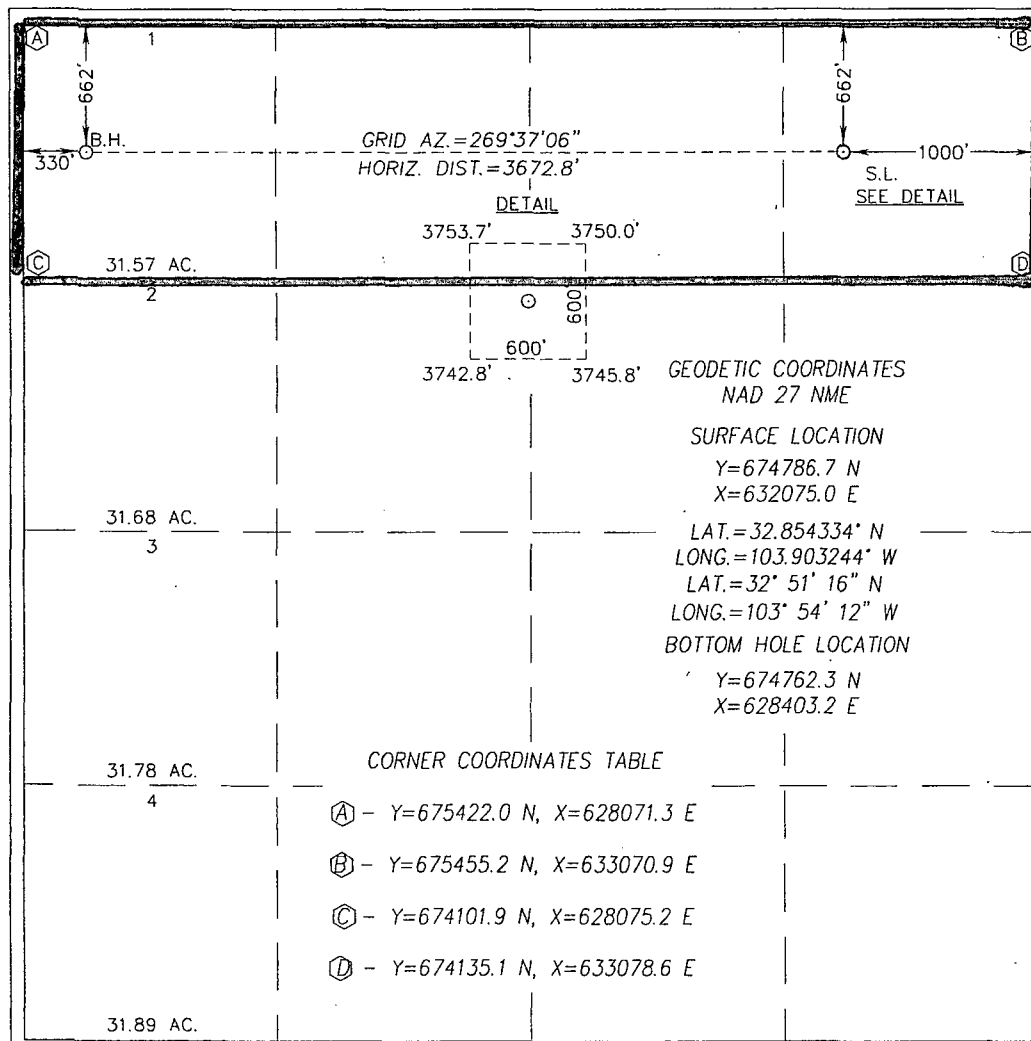 A 1 B
662' 662'
B.H.
330'
GRID AZ.=269°37'06"
HORIZ. DIST.=3672.8'
1000'
S.L.
SEE DETAIL
DETAIL
3753.7' 3750.0'
C 31.57 AC. D
2
600'
600'
3742.8' 3745.8'
GEODETIC COORDINATES
NAD 27 NME
SURFACE LOCATION
Y=674786.7 N
X=632075.0 E
LAT.=32.854334° N
LONG.=103.903244° W
LAT.=32° 51' 16" N
LONG.=103° 54' 12" W
BOTTOM HOLE LOCATION
Y=674762.3 N
X=628403.2 E
31.68 AC.
3
31.78 AC.
4
CORNER COORDINATES TABLE
A - Y=675422.0 N, X=628071.3 E
B - Y=675455.2 N, X=633070.9 E
C - Y=674101.9 N, X=628075.2 E
D - Y=674135.1 N, X=633078.6 E
31.89 AC.